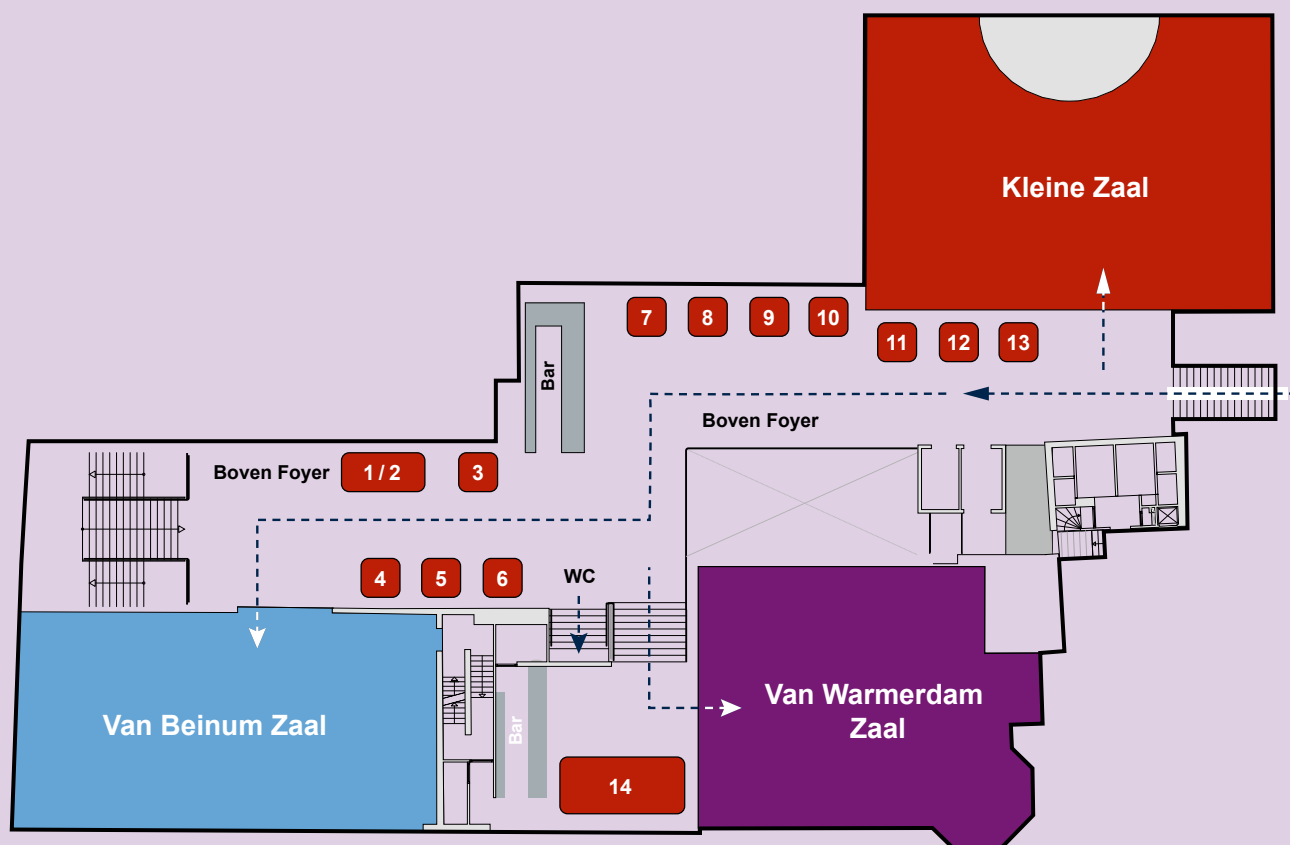 Kleine Zaal
7
8
9
10
11
12
13
Bar
Boven Foyer
Boven Foyer
1 / 2
3
4
5
6
WC
Van Beinum Zaal
Bar
Van Warmerdam
Zaal
14